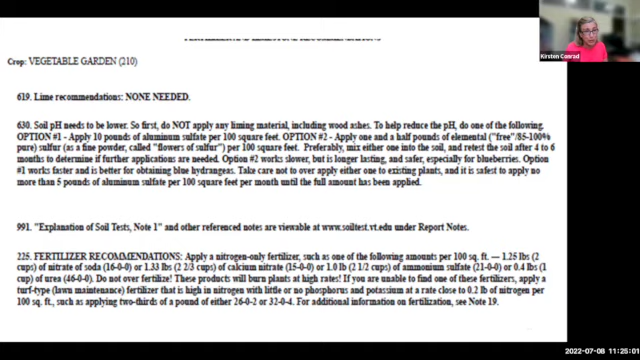 Kirsten Conrad
Crop: VEGETABLE GARDEN (210)
619. Lime recommendations: NONE NEEDED.
630. Soil pH needs to be lower. So first, do NOT apply any liming material, including wood ashes. To help reduce the pH, do one of the following.
OPTION #1 - Apply 10 pounds of aluminum sulfate per 100 square feet. OPTION #2 - Apply one and a half pounds of elemental ("free"/85-100%
pure) sulfur (as a fine powder, called "flowers of sulfur") per 100 square feet. Preferably, mix either one into the soil, and retest the soil after 4 to 6
months to determine if further applications are needed. Option #2 works slower, but is longer lasting, and safer, especially for blueberries. Option
#1 works faster and is better for obtaining blue hydrangeas. Take care not to over apply either one to existing plants, and it is safest to apply no
more than 5 pounds of aluminum sulfate per 100 square feet per month until the full amount has been applied.
991. "Explanation of Soil Tests, Note 1" and other referenced notes are viewable at www.soiltest.vt.edu under Report Notes.
225. FERTILIZER RECOMMENDATIONS: Apply a nitrogen-only fertilizer, such as one of the following amounts per 100 sq. ft. — 1.25 lbs (2
cups) of nitrate of soda (16-0-0) or 1.33 lbs (2 2/3 cups) of calcium nitrate (15-0-0) or 1.0 lb (2 1/2 cups) of ammonium sulfate (21-0-0) or 0.4 lbs (1
cup) of urea (46-0-0). Do not over fertilize! These products will burn plants at high rates! If you are unable to find one of these fertilizers, apply a
turf-type (lawn maintenance) fertilizer that is high in nitrogen with little or no phosphorus and potassium at a rate close to 0.2 lb of nitrogen per
100 sq. ft., such as applying two-thirds of a pound of either 26-0-2 or 32-0-4. For additional information on fertilization, see Note 19.
2022-07-08 11:25:01